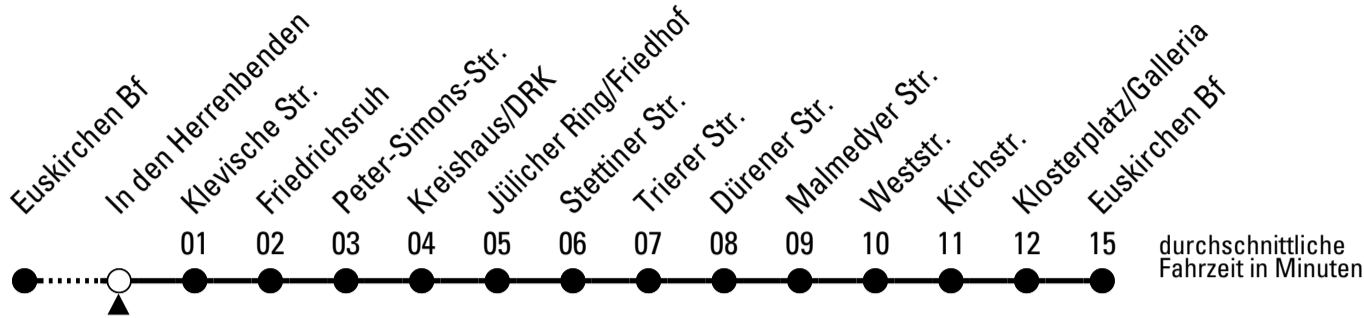 Euskirchen Bf
In den Herrenbenden
Klevische Str.
Friedrichsruh
Peter-Simons-Str.
Kreishaus/DRK
Jülicher Ring/Friedhof
Stettiner Str.
Trierer Str.
Dürener Str.
Malmedyer Str.
Weststr.
Kirchstr.
Klosterplatz/Galleria
Euskirchen Bf
01 02 03 04 05 06 07 08 09 10 11 12 15
durchschnittliche
Fahrzeit in Minuten